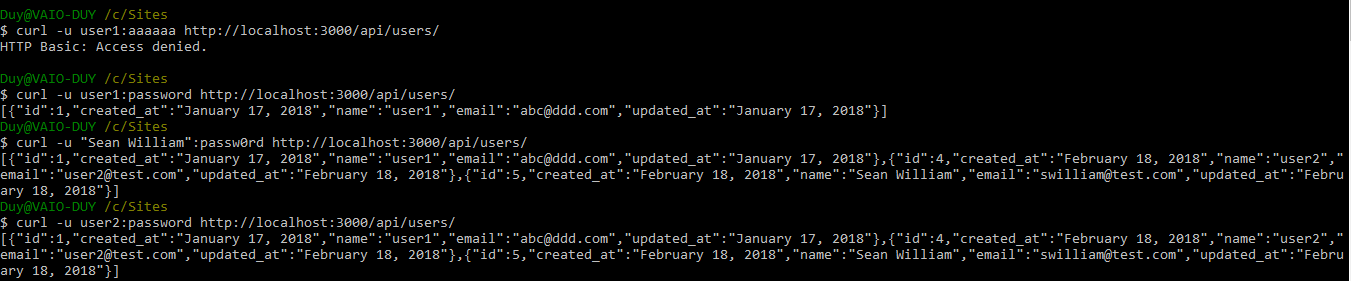 Duy@VAIO-DUY /c/Sites
$ curl -u user1:aaaaaa http://localhost:3000/api/users/
HTTP Basic: Access denied.
Duy@VAIO-DUY /c/Sites
$ curl -u user1:password http://localhost:3000/api/users/
[{"id":1,"created_at":"January 17, 2018","name":"user1","email":"abc@ddd.com","updated_at":"January 17, 2018"}]
Duy@VAIO-DUY /c/Sites
$ curl -u "Sean William":passw0rd http://localhost:3000/api/users/
[{"id":1,"created_at":"January 17, 2018","name":"user1","email":"abc@ddd.com","updated_at":"January 17, 2018"},{"id":4,"created_at":"February 18, 2018","name":"user2","
email":"user2@test.com","updated_at":"February 18, 2018"},{"id":5,"created_at":"February 18, 2018","name":"Sean William","email":"swilliam@test.com","updated_at":"Febru
ary 18, 2018"}]
Duy@VAIO-DUY /c/Sites
$ curl -u user2:password http://localhost:3000/api/users/
[{"id":1,"created_at":"January 17, 2018","name":"user1","email":"abc@ddd.com","updated_at":"January 17, 2018"},{"id":4,"created_at":"February 18, 2018","name":"user2","
email":"user2@test.com","updated_at":"February 18, 2018"},{"id":5,"created_at":"February 18, 2018","name":"Sean William","email":"swilliam@test.com","updated_at":"Febru
ary 18, 2018"}]